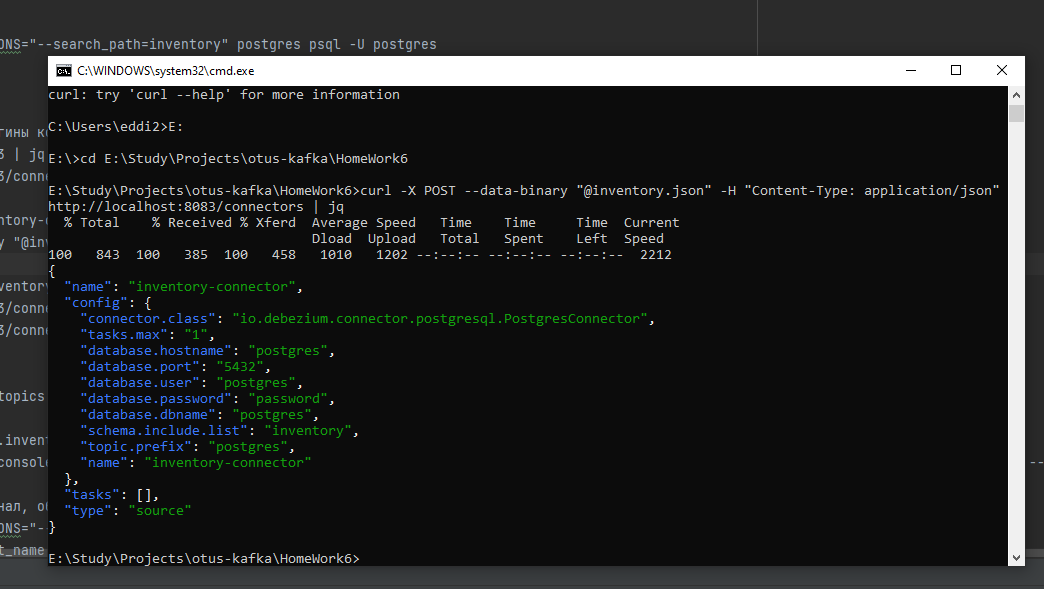 ONS="--search_path=inventory" postgres psql -U postgres
C:\WINDOWS\system32\cmd.exe
curl: try 'curl --help' for more information
C:\Users\eddi2>E:
E:\>cd E:\Study\Projects\otus-kafka\HomeWork6
E:\Study\Projects\otus-kafka\HomeWork6>curl -X POST --data-binary "@inventory.json" -H "Content-Type: application/json"
http://localhost:8083/connectors | jq
% Total % Received % Xferd Average Speed Time Time Time Current
Dload Upload Total Spent Left Speed
100 843 100 385 100 458 1010 1202 --:--:-- --:--:-- --:--:-- 2212
{
"name": "inventory-connector",
"config": {
"connector.class": "io.debezium.connector.postgresql.PostgresConnector",
"tasks.max": "1",
"database.hostname": "postgres",
"database.port": "5432",
"database.user": "postgres",
"database.password": "password",
"database.dbname": "postgres",
"schema.include.list": "inventory",
"topic.prefix": "postgres",
"name": "inventory-connector"
},
"tasks": [],
"type": "source"
}
E:\Study\Projects\otus-kafka\HomeWork6>
гины к
3 | jq
3/conne
ntory-
y "@in
ventor
3/conne
3/conne
topics
.inven
consol
нал, о
ONS="-
t_name